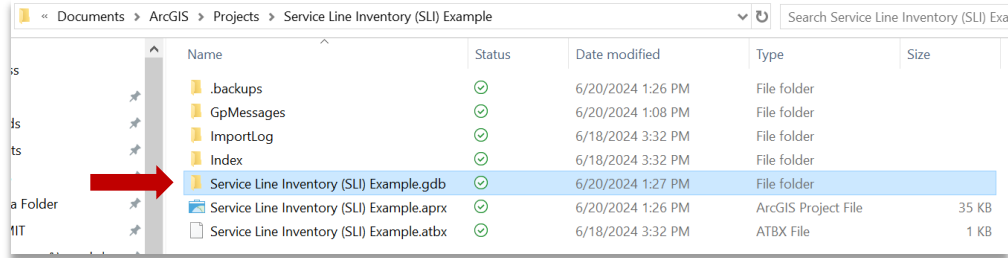 « Documents > ArcGIS > Projects > Service Line Inventory (SLI) Example Search Service Line Inventory (SLI) Exa
Name Status Date modified Type Size
ss
.backups 6/20/2024 1:26 PM File folder
GpMessages 6/20/2024 1:08 PM File folder
ds
ImportLog 6/18/2024 3:32 PM File folder
ts
Index 6/18/2024 3:32 PM File folder
Service Line Inventory (SLI) Example.gdb 6/20/2024 1:27 PM File folder
a Folder
Service Line Inventory (SLI) Example.aprx 6/20/2024 1:26 PM ArcGIS Project File 35 KB
MIT
Service Line Inventory (SLI) Example.atbx 6/18/2024 3:32 PM ATBX File 1 KB